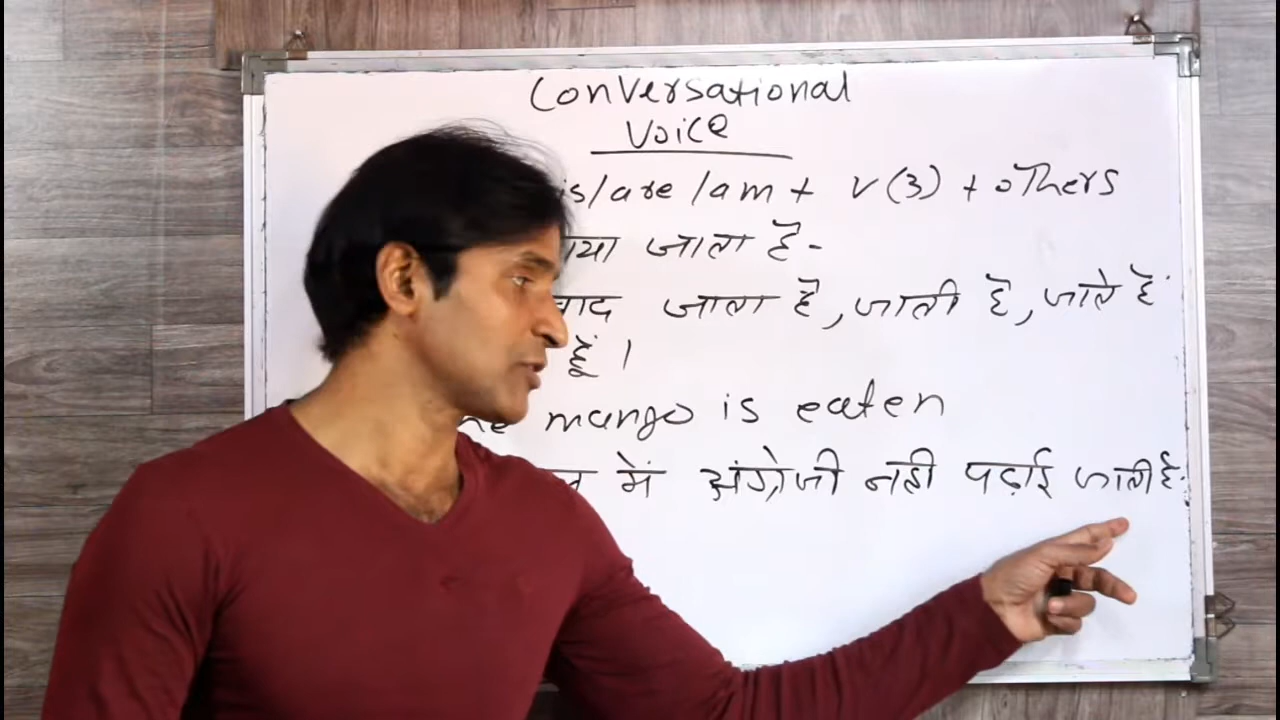 Conversational
Voice
is/are/am + V(3) + others
जाता है-
जाता है, जाती है, जाते हैं
हूं ।
mango is eaten
में अंग्रेजी नही पढ़ाई जाती है.